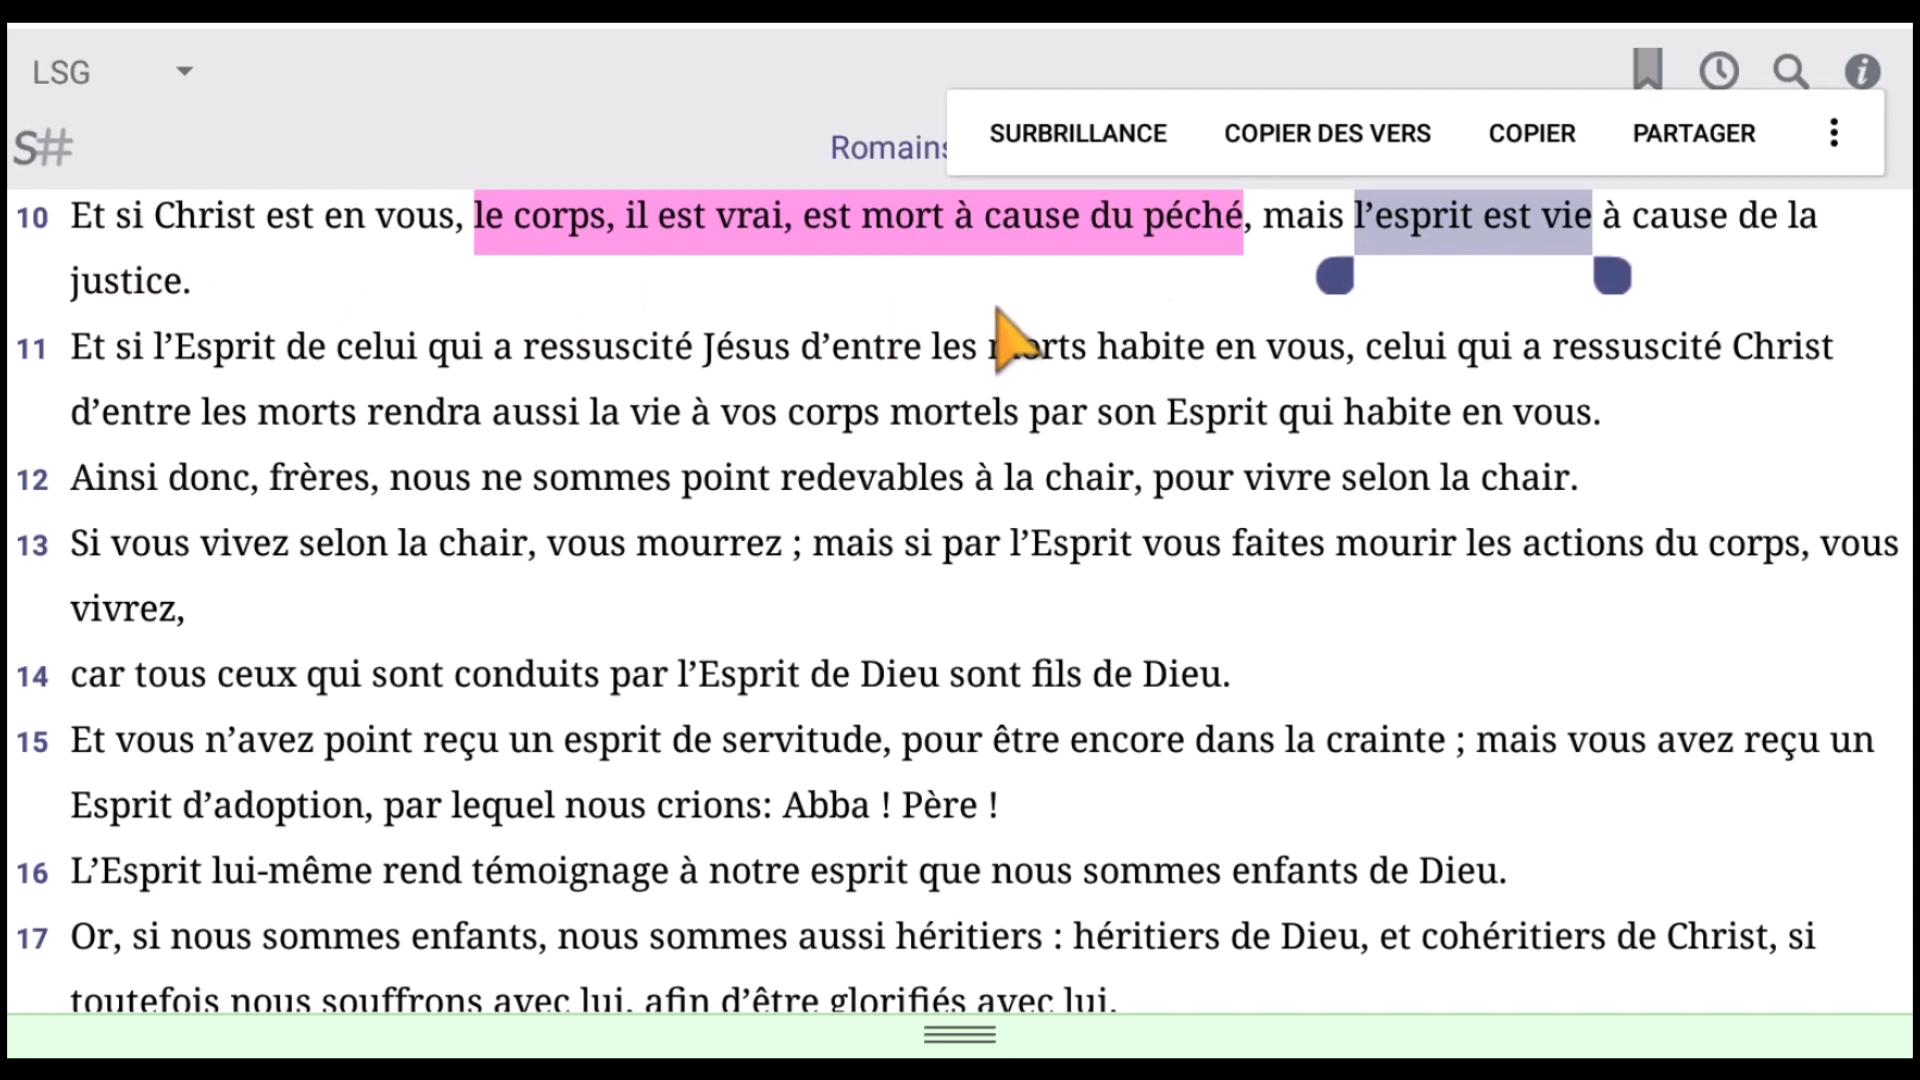 LSG
S#
Romains
SURBRILLANCE COPIER DES VERS COPIER PARTAGER
10 Et si Christ est en vous, le corps, il est vrai, est mort à cause du péché, mais l’esprit est vie à cause de la
justice.
11 Et si l’Esprit de celui qui a ressuscité Jésus d’entre les morts habite en vous, celui qui a ressuscité Christ
d’entre les morts rendra aussi la vie à vos corps mortels par son Esprit qui habite en vous.
12 Ainsi donc, frères, nous ne sommes point redevables à la chair, pour vivre selon la chair.
13 Si vous vivez selon la chair, vous mourrez ; mais si par l’Esprit vous faites mourir les actions du corps, vous
vivrez,
14 car tous ceux qui sont conduits par l’Esprit de Dieu sont fils de Dieu.
15 Et vous n’avez point reçu un esprit de servitude, pour être encore dans la crainte ; mais vous avez reçu un
Esprit d’adoption, par lequel nous crions: Abba ! Père !
16 L’Esprit lui-même rend témoignage à notre esprit que nous sommes enfants de Dieu.
17 Or, si nous sommes enfants, nous sommes aussi héritiers : héritiers de Dieu, et cohéritiers de Christ, si
toutefois nous souffrons avec lui, afin d’être glorifiés avec lui.